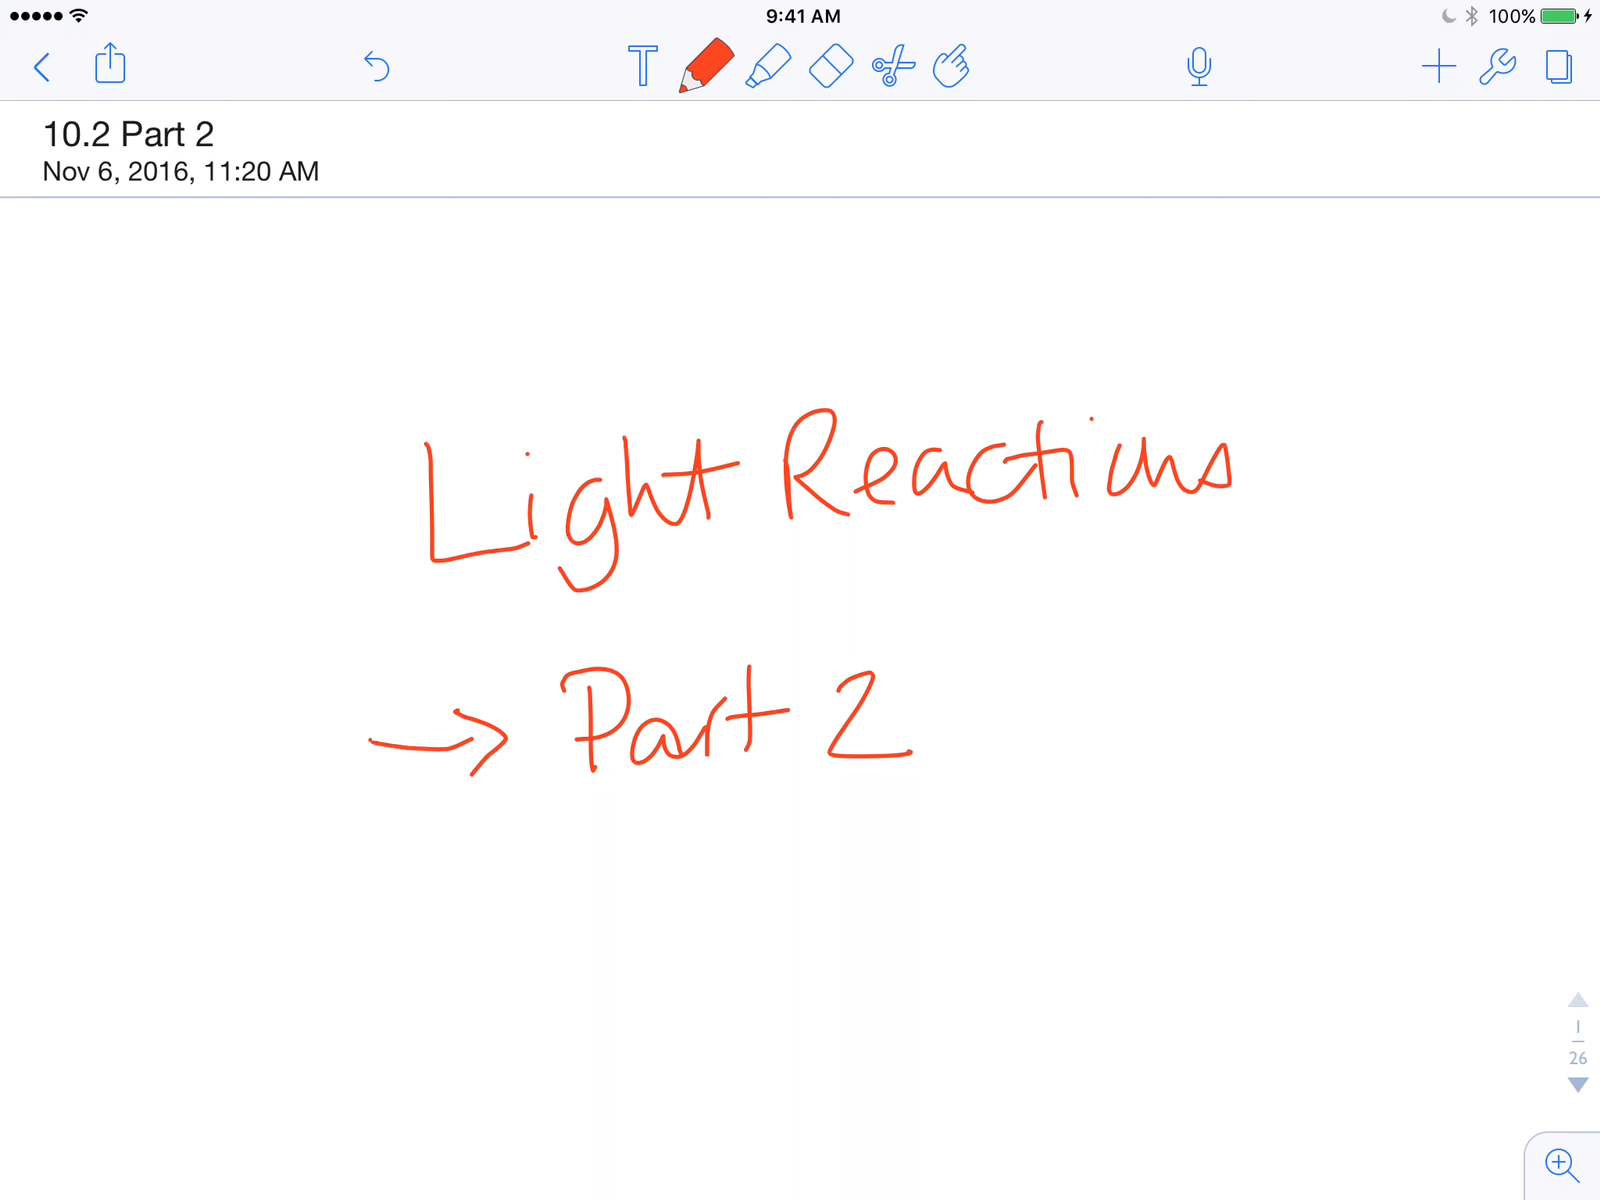 9:41 AM
100%
T
10.2 Part 2
Nov 6, 2016, 11:20 AM
Light Reactions
→ Part 2
1
26